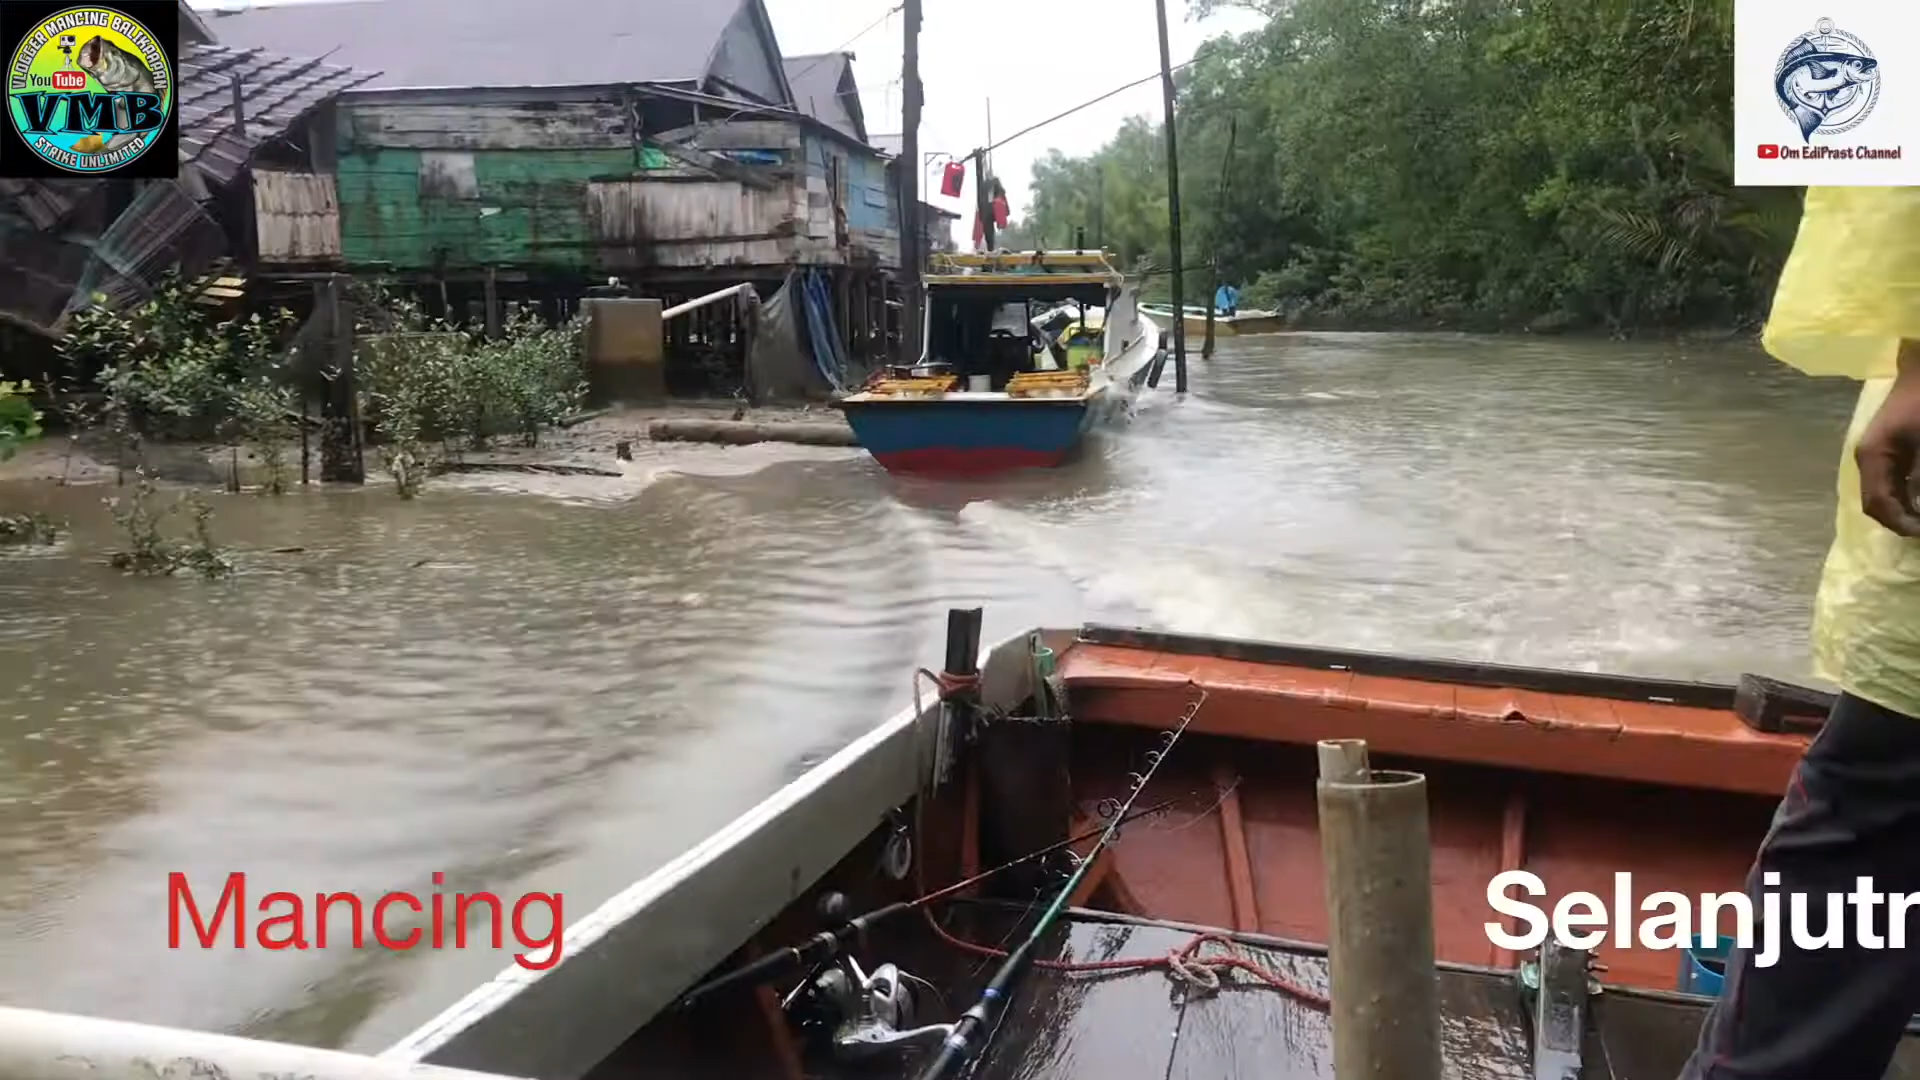 VLOGGER MANCING BALIKPAPAN
YouTube
VMB
STRIKE UNLIMITED
Om EdiPrast Channel
Mancing
Selanjutn